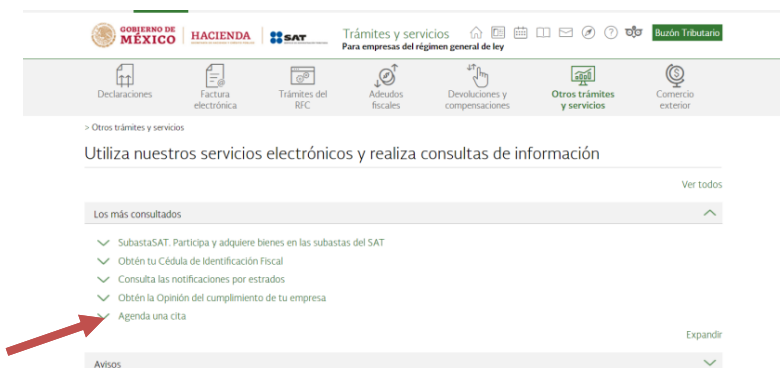 GOBIERNO DE
MÉXICO
HACIENDA
SAT
Trámites y servicios
Para empresas del régimen general de ley
Buzón Tributario
Declaraciones
Factura
electrónica
Trámites del
RFC
Adeudos
fiscales
Devoluciones y
compensaciones
Otros trámites
y servicios
Comercio
exterior
> Otros trámites y servicios
Utiliza nuestros servicios electrónicos y realiza consultas de información
Ver todos
Los más consultados
SubastaSAT. Participa y adquiere bienes en las subastas del SAT
Obtén tu Cédula de Identificación Fiscal
Consulta las notificaciones por estrados
Obtén la Opinión del cumplimiento de tu empresa
Agenda una cita
Expandir
Avisos